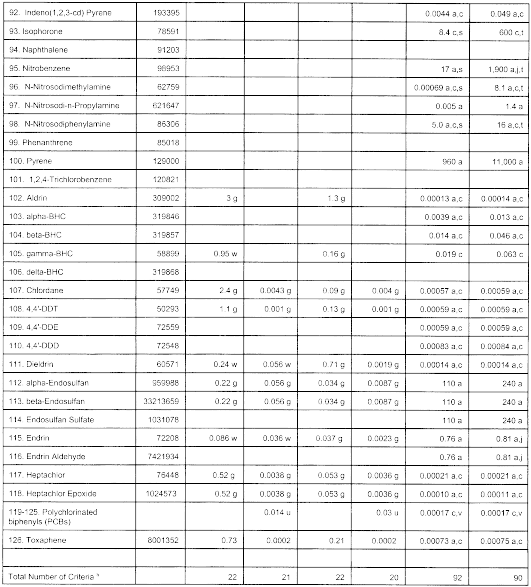 92. Indeno(1,2,3-cd) Pyrene 193395 0.0044 a,c 0.049 a,c
93. Isophorone 78591 8.4 c,s 600 c,t
94. Naphthalene 91203
95. Nitrobenzene 98953 17 a,s 1,900 a,j,t
96. N-Nitrosodimethylamine 62759 0.00069 a,c,s 8.1 a,c,t
97. N-Nitrosodi-n-Propylamine 621647 0.005 a 1.4 a
98. N-Nitrosodiphenylamine 86306 5.0 a,c,s 16 a,c,t
99. Phenanthrene 85018
100. Pyrene 129000 960 a 11,000 a
101. 1,2,4-Trichlorobenzene 120821
102. Aldrin 309002 3 g 1.3 g 0.00013 a,c 0.00014 a,c
103. alpha-BHC 319846 0.0039 a,c 0.013 a,c
104. beta-BHC 319857 0.014 a,c 0.046 a,c
105. gamma-BHC 58899 0.95 w 0.16 g 0.019 c 0.063 c
106. delta-BHC 319868
107. Chlordane 57749 2.4 g 0.0043 g 0.09 g 0.004 g 0.00057 a,c 0.00059 a,c
108. 4,4'-DDT 50293 1.1 g 0.001 g 0.13 g 0.001 g 0.00059 a,c 0.00059 a,c
109. 4,4'-DDE 72559 0.00059 a,c 0.00059 a,c
110. 4,4'-DDD 72548 0.00083 a,c 0.00084 a,c
111. Dieldrin 60571 0.24 w 0.056 w 0.71 g 0.0019 g 0.00014 a,c 0.00014 a,c
112. alpha-Endosulfan 959988 0.22 g 0.056 g 0.034 g 0.0087 g 110 a 240 a
113. beta-Endosulfan 33213659 0.22 g 0.056 g 0.034 g 0.0087 g 110 a 240 a
114. Endosulfan Sulfate 1031078 110 a 240 a
115. Endrin 72208 0.086 w 0.036 w 0.037 g 0.0023 g 0.76 a 0.81 a,j
116. Endrin Aldehyde 7421934 0.76 a 0.81 a,j
117. Heptachlor 76448 0.52 g 0.0038 g 0.053 g 0.0036 g 0.00021 a,c 0.00021 a,c
118. Heptachlor Epoxide 1024573 0.52 g 0.0038 g 0.053 g 0.0036 g 0.00010 a,c 0.00011 a,c
119-125. Polychlorinated biphenyls (PCBs) 0.014 u 0.03 u 0.00017 c,v 0.00017 c,v
126. Toxaphene 8001352 0.73 0.0002 0.21 0.0002 0.00073 a,c 0.00075 a,c
Total Number of Criteria 22 21 22 20 92 90